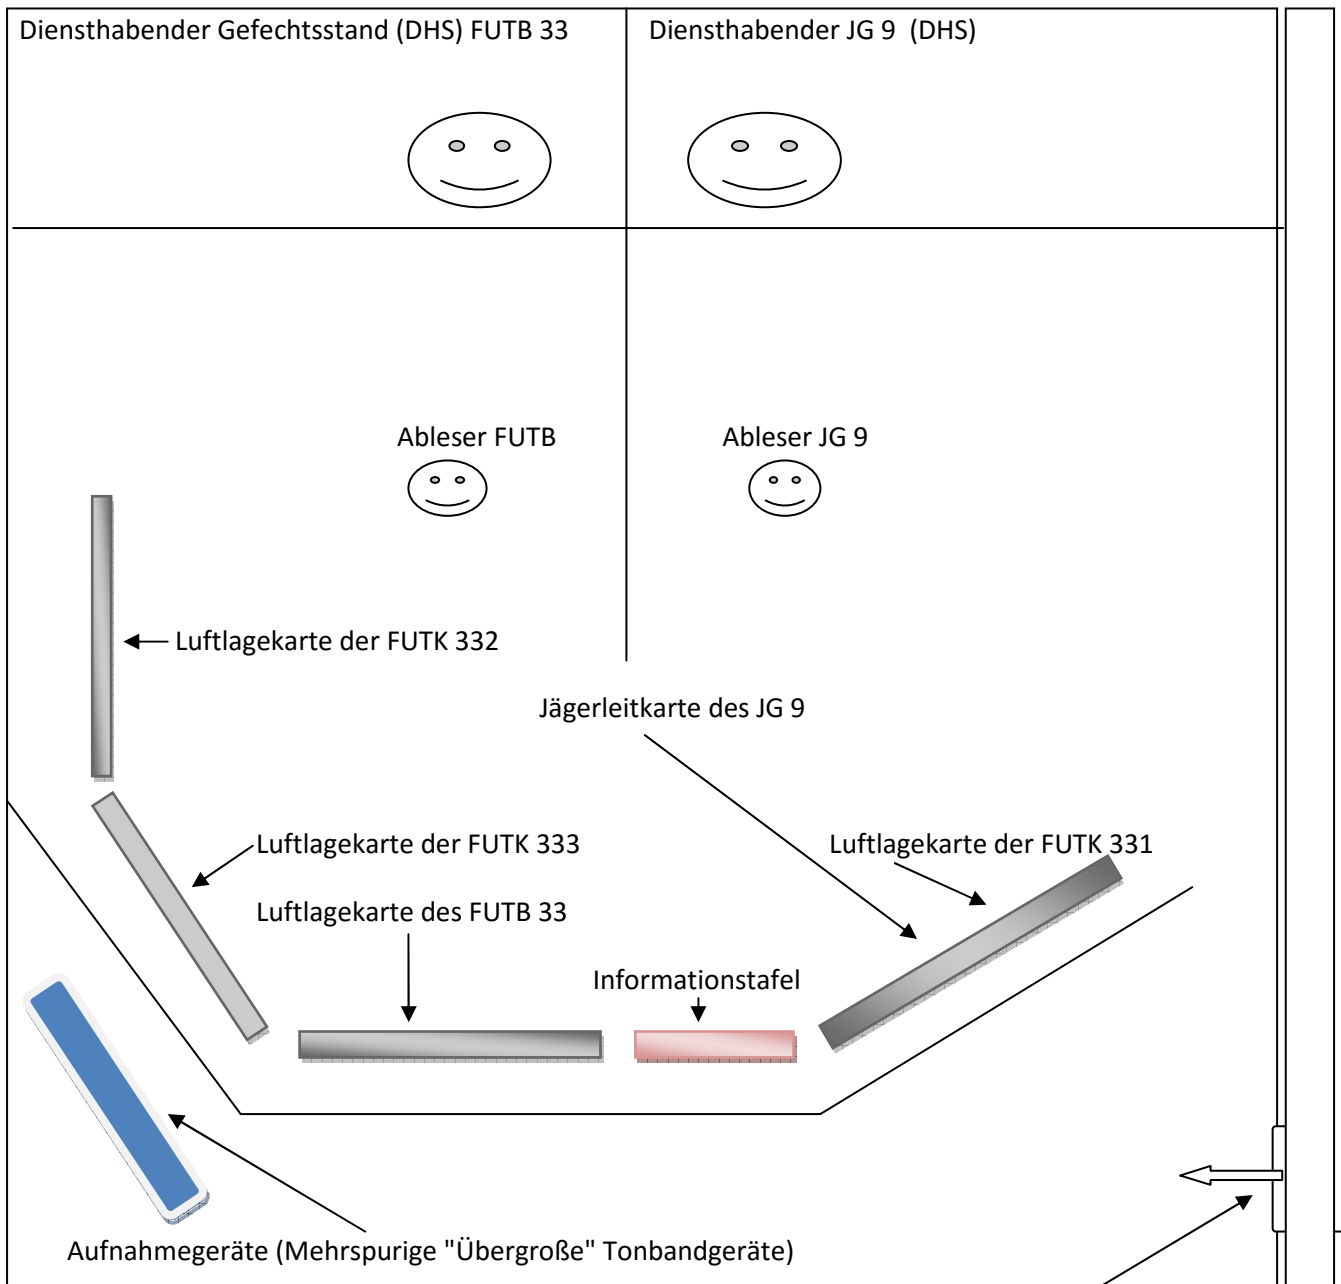 Diensthabender Gefechtsstand (DHS) FUTB 33
Diensthabender JG 9 (DHS)
Ableser FUTB
Ableser JG 9
Luftlagekarte der FUTK 332
Jägerleitkarte des JG 9
Luftlagekarte der FUTK 333
Luftlagekarte der FUTK 331
Luftlagekarte des FUTB 33
Informationstafel
Aufnahmegeräte (Mehrspurige "Übergroße" Tonbandgeräte)